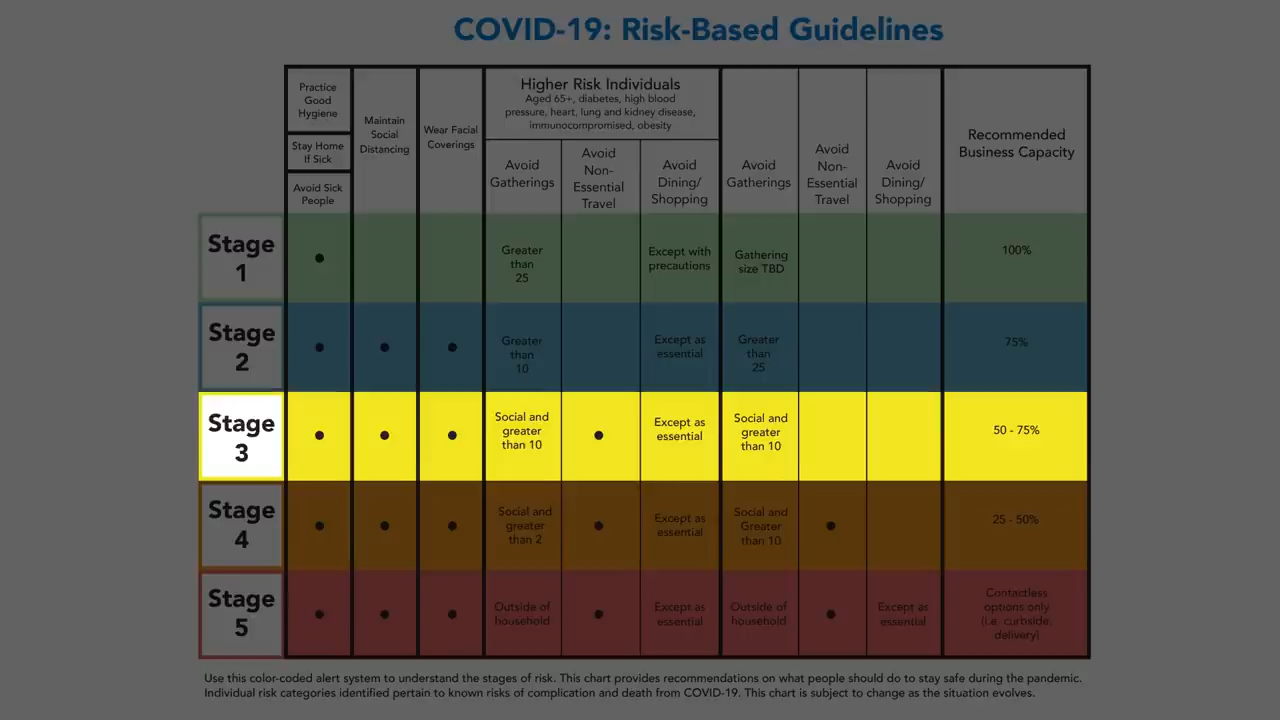 COVID-19: Risk-Based Guidelines
Practice
Good
Hygiene
Stay Home
If Sick
Avoid Sick
People
Maintain
Social
Distancing
Wear Facial
Coverings
Higher Risk Individuals
Aged 65+, diabetes, high blood
pressure, heart, lung and kidney disease,
immunocompromised, obesity
Avoid
Gatherings
Avoid
Non-
Essential
Travel
Avoid
Dining/
Shopping
Avoid
Gatherings
Avoid
Non-
Essential
Travel
Avoid
Dining/
Shopping
Recommended
Business Capacity
Stage
1
Greater
than
25
Except with
precautions
Gathering
size TBD
100%
Stage
2
Greater
than
10
Except as
essential
Greater
than
25
75%
Stage
3
Social and
greater
than 10
Except as
essential
Social and
greater
than 10
50 - 75%
Stage
4
Social and
greater
than 2
Except as
essential
Social and
Greater
than 10
25 - 50%
Stage
5
Outside of
household
Except as
essential
Outside of
household
Except as
essential
Contactless
options only
(i.e. curbside,
delivery)
Use this color-coded alert system to understand the stages of risk. This chart provides recommendations on what people should do to stay safe during the pandemic.
Individual risk categories identified pertain to known risks of complication and death from COVID-19. This chart is subject to change as the situation evolves.